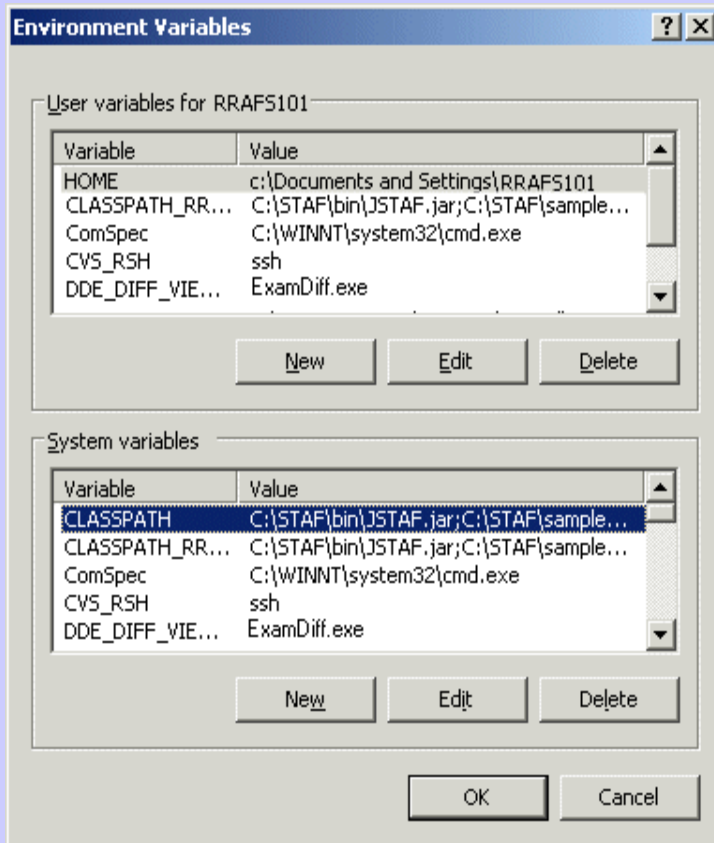 Environment Variables
User variables for RRAFS101
Variable Value
HOME c:\Documents and Settings\RRAFS101
CLASSPATH_RR... C:\STAF\bin\JSTAF.jar;C:\STAF\sample...
ComSpec C:\WINNT\system32\cmd.exe
CVS_RSH ssh
DDE_DIFF_VIE... ExamDiff.exe
New Edit Delete
System variables
Variable Value
CLASSPATH C:\STAF\bin\JSTAF.jar;C:\STAF\sample...
CLASSPATH_RR... C:\STAF\bin\JSTAF.jar;C:\STAF\sample...
ComSpec C:\WINNT\system32\cmd.exe
CVS_RSH ssh
DDE_DIFF_VIE... ExamDiff.exe
New Edit Delete
OK Cancel